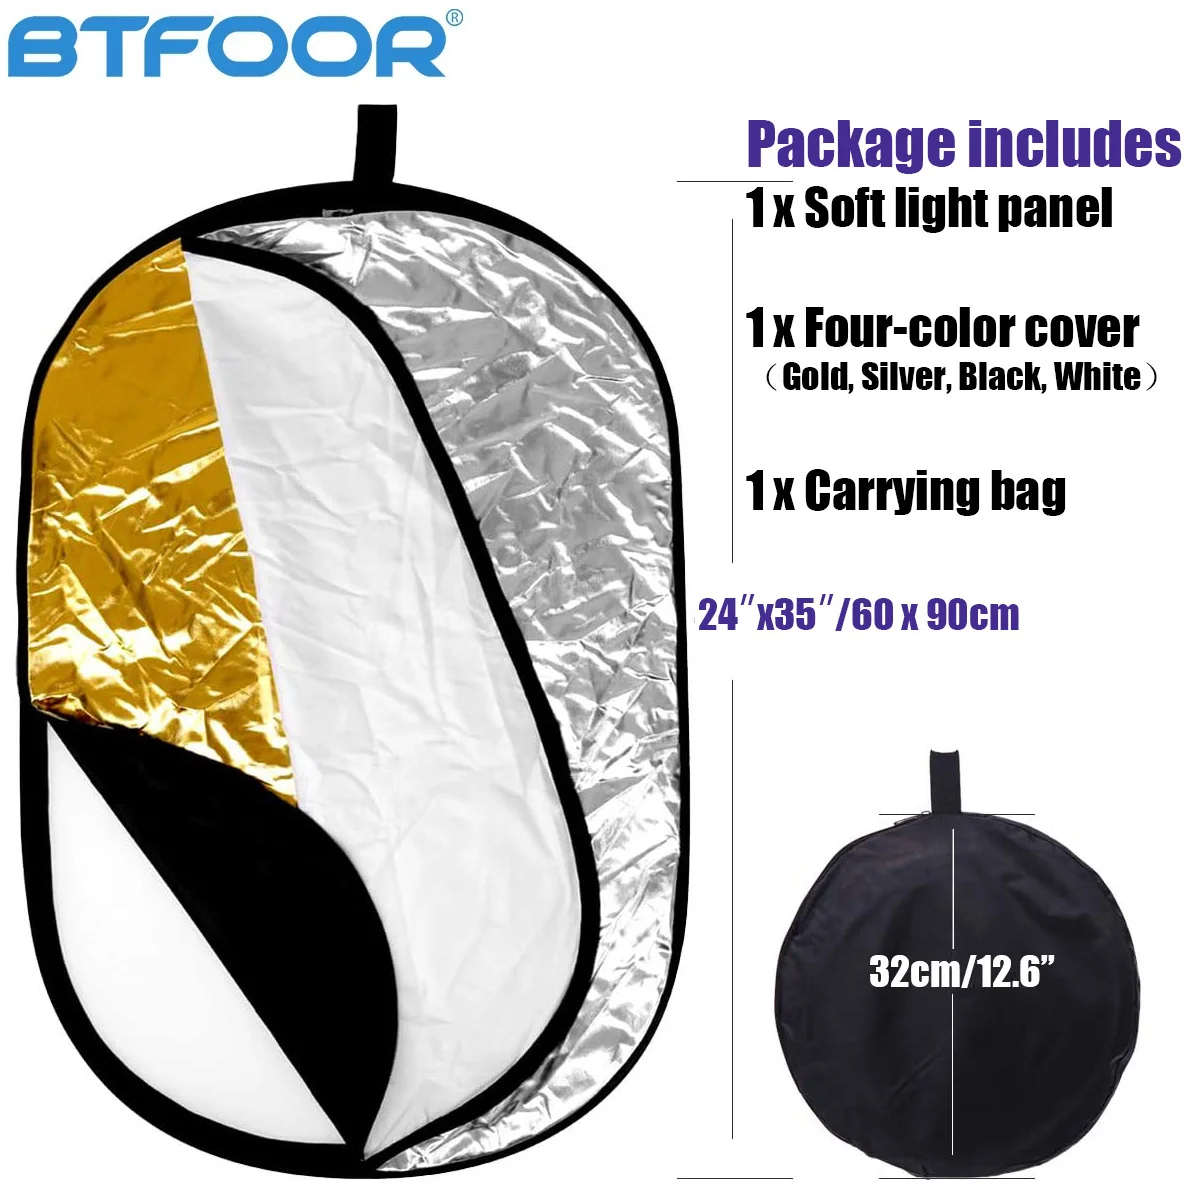 BTFOOR®
Package includes
1 x Soft light panel
1 x Four-color cover
（Gold, Silver, Black, White）
1 x Carrying bag
24″x35″/60 x 90cm
32cm/12.6”